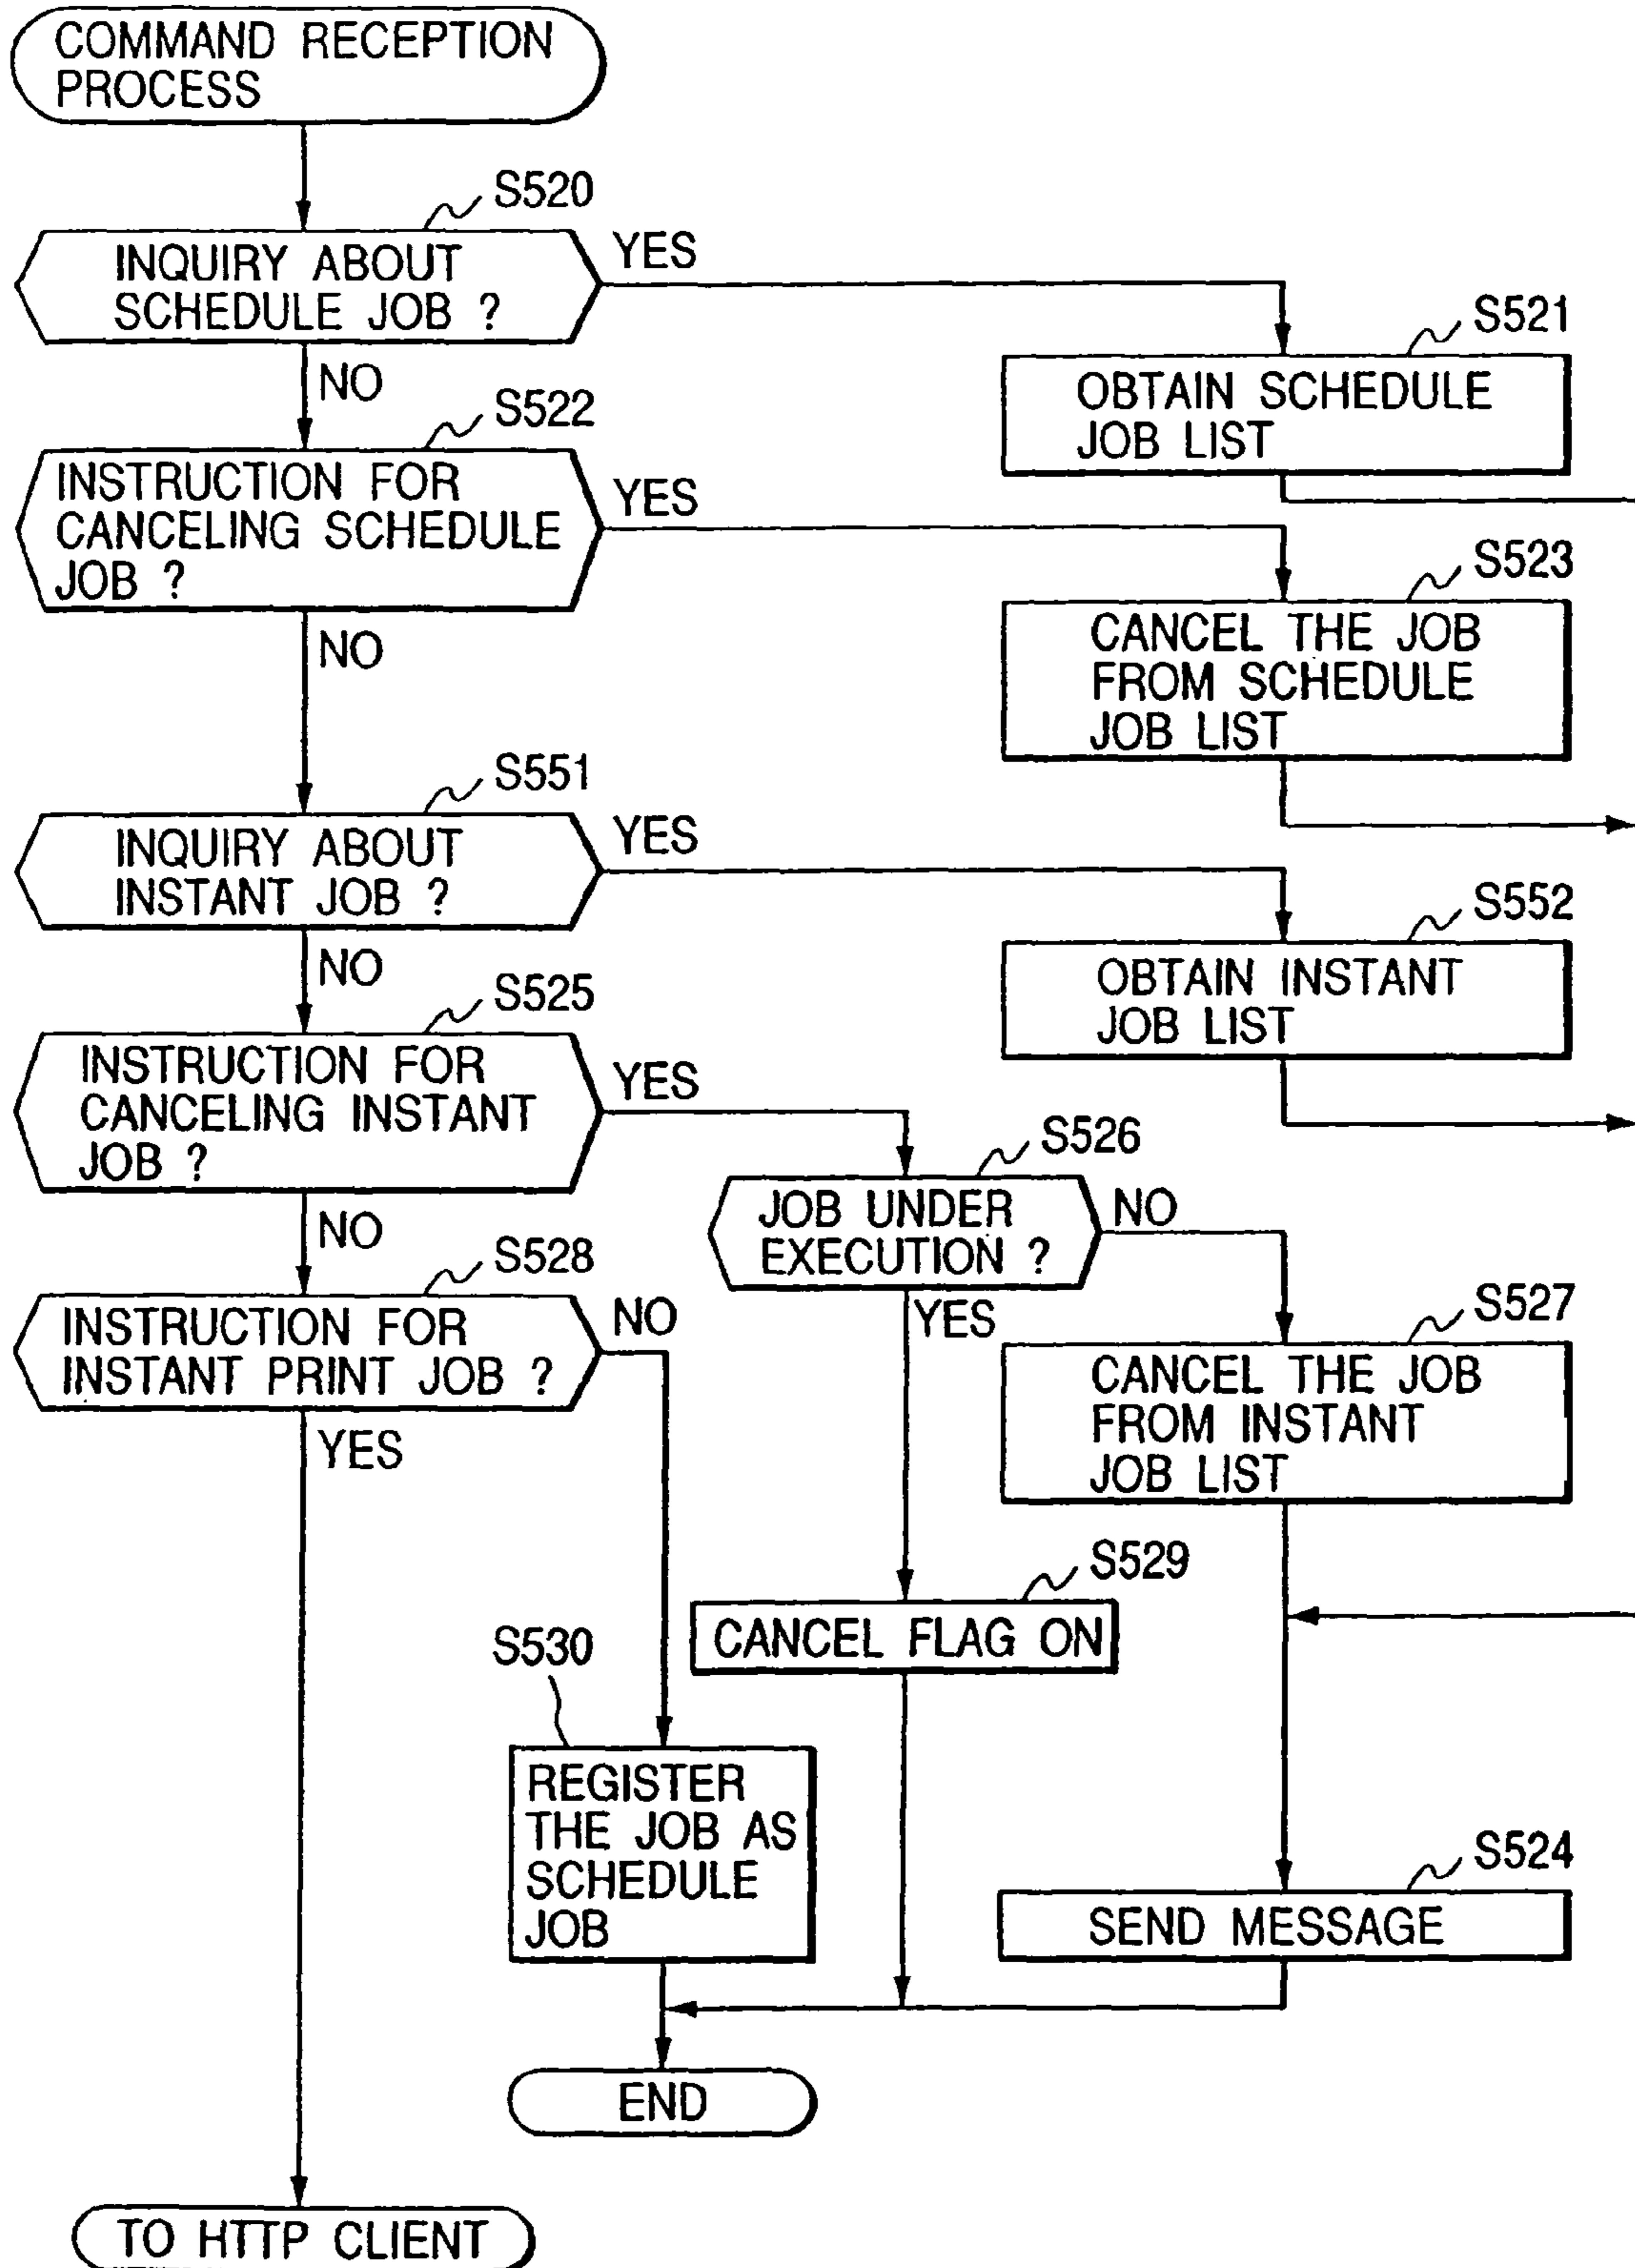 COMMAND RECEPTION
PROCESS
S520
INQUIRY ABOUT
SCHEDULE JOB ?
YES
NO
S521
OBTAIN SCHEDULE
JOB LIST
S522
INSTRUCTION FOR
CANCELING SCHEDULE
JOB ?
YES
NO
S523
CANCEL THE JOB
FROM SCHEDULE
JOB LIST
S551
INQUIRY ABOUT
INSTANT JOB ?
YES
NO
S552
OBTAIN INSTANT
JOB LIST
S525
INSTRUCTION FOR
CANCELING INSTANT
JOB ?
YES
NO
S526
JOB UNDER
EXECUTION ?
NO
YES
S527
CANCEL THE JOB
FROM INSTANT
JOB LIST
S528
INSTRUCTION FOR
INSTANT PRINT JOB ?
NO
YES
S529
CANCEL FLAG ON
S530
REGISTER
THE JOB AS
SCHEDULE
JOB
S524
SEND MESSAGE
END
TO HTTP CLIENT